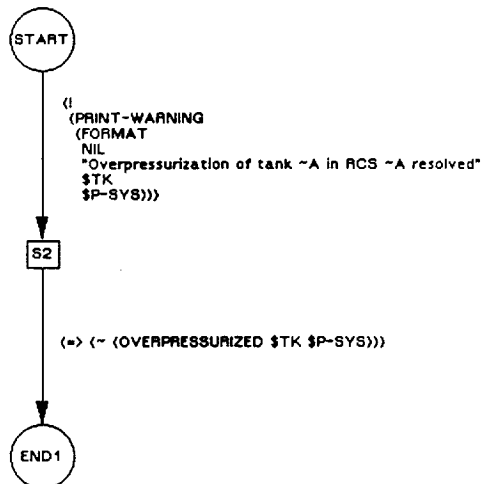 START
(!
(PRINT-WARNING
(FORMAT
NIL
"Overpressurization of tank ~A in RCS ~A resolved"
$TK
$P-SYS)))
S2
(=> (~ (OVERPRESSURIZED $TK $P-SYS)))
END1